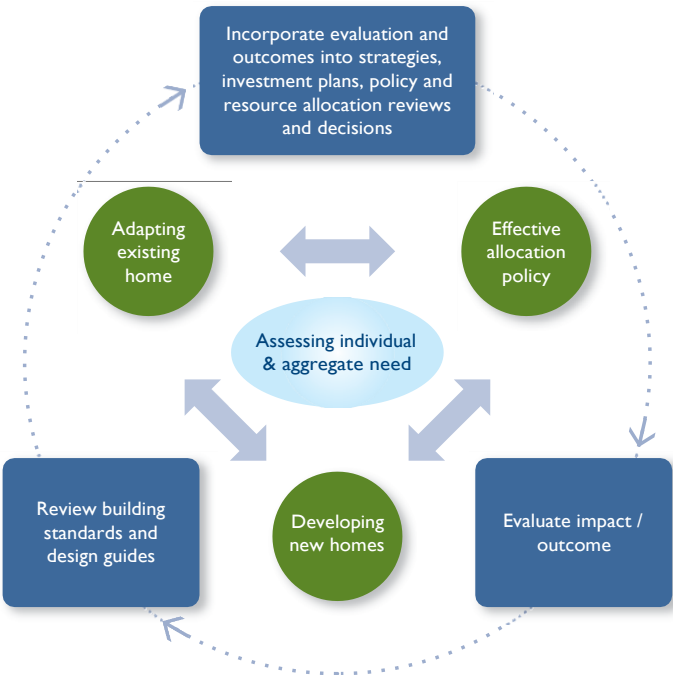 Incorporate evaluation and
outcomes into strategies,
investment plans, policy and
resource allocation reviews
and decisions
Adapting
existing
home
Effective
allocation
policy
Assessing individual
& aggregate need
Review building
standards and
design guides
Developing
new homes
Evaluate impact /
outcome